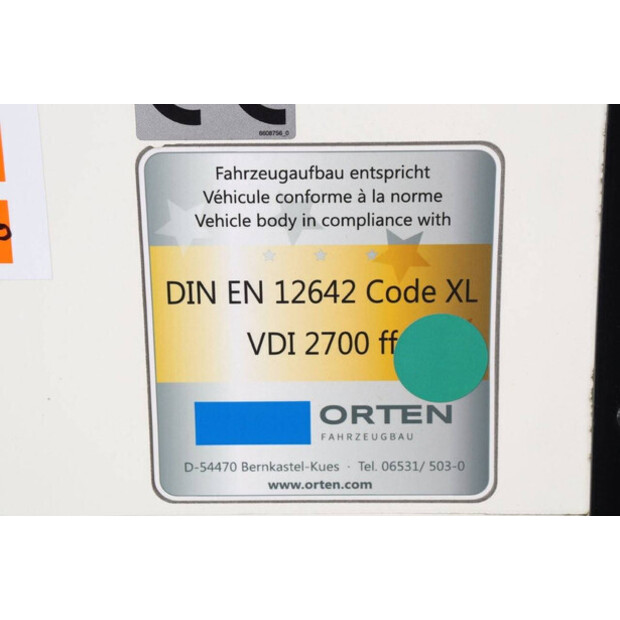 6608756_0
Fahrzeugaufbau entspricht
Véhicule conforme à la norme
Vehicle body in compliance with
DIN EN 12642 Code XL
VDI 2700 ff
ORTEN
FAHRZEUGBAU
D-54470 Bernkastel-Kues · Tel. 06531/ 503-0
www.orten.com